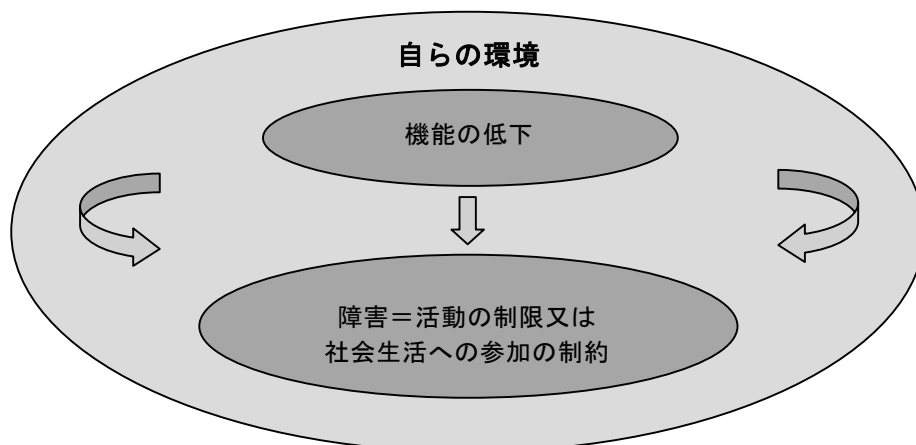 自らの環境
機能の低下
障害＝活動の制限又は
社会生活への参加の制約